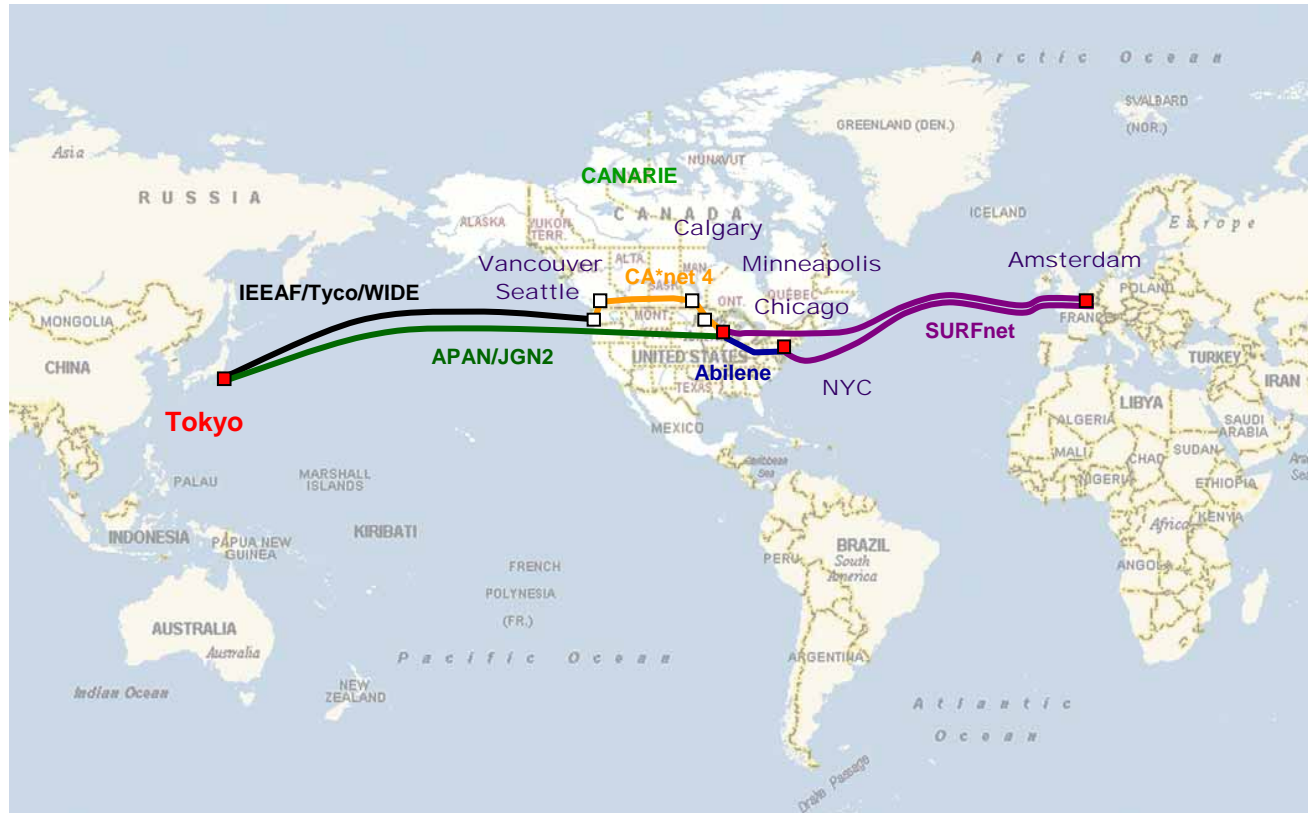 Arctic Ocean
SVALBARD
(NOR.)
GREENLAND (DEN.)
Asia
NUNAVUT
CANARIE
RUSSIA
CANADA
ICELAND
Europe
ALASKA
YUKON
TERR.
Calgary
Vancouver
ALTA.
MAN.
Minneapolis
Amsterdam
Seattle
CA*net 4
SASK.
IEEAF/Tyco/WIDE
ONT.
QUÉBEC
Chicago
POLAND
MONGOLIA
MONT.
FRANCE
SURFnet
APAN/JGN2
UNITED STATES
CHINA
TURKEY
Abilene
NYC
IRAN
TEXAS
LIBYA
Tokyo
MEXICO
ALGERIA
SAUDI
ARABIA
MALI
CHAD
SUDAN
Caribbean
Sea
PALAU
MARSHALL
ISLANDS
NIGERIA
ETHIOPIA
INDONESIA
PAPUA NEW
GUINEA
KIRIBATI
BRAZIL
Africa
KENYA
PERU
South
America
FRENCH
POLYNESIA
(FR.)
ANGOLA
AUSTRALIA
Australia
Pacific Ocean
ARGENTINA
Indian Ocean
NEW
ZEALAND
Atlantic
Ocean
Drake Passage